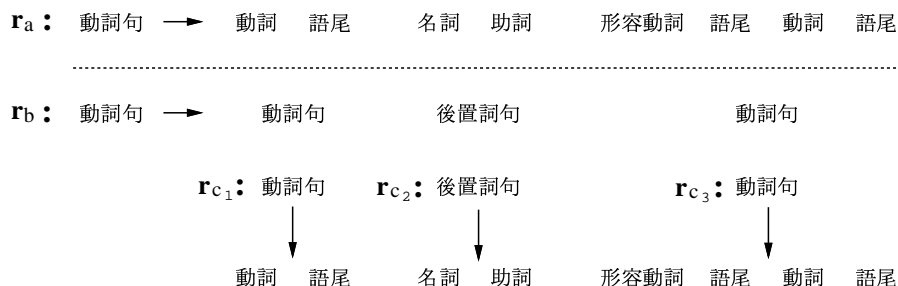 ra: 動詞句 → 動詞 語尾 名詞 助詞 形容動詞 語尾 動詞 語尾
rb: 動詞句 → 動詞句 後置詞句 動詞句
rc1: 動詞句 rc2: 後置詞句 rc3: 動詞句
動詞 語尾 名詞 助詞 形容動詞 語尾 動詞 語尾